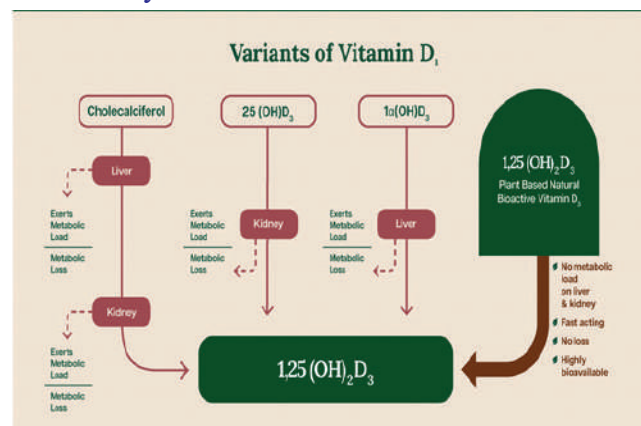 Variants of Vitamin D₃
Cholecalciferol
Liver
Exerts
Metabolic
Load
Metabolic
Loss
Kidney
Exerts
Metabolic
Load
Metabolic
Loss
25 (OH)D₃
Exerts
Metabolic
Load
Metabolic
Loss
Kidney
1α(OH)D₃
Exerts
Metabolic
Load
Metabolic
Loss
Liver
1,25 (OH)₂D₃
Plant Based Natural
Bioactive Vitamin D₃
No metabolic
load
on liver
& kidney
Fast acting
No loss
Highly
bioavailable
1,25 (OH)₂D₃